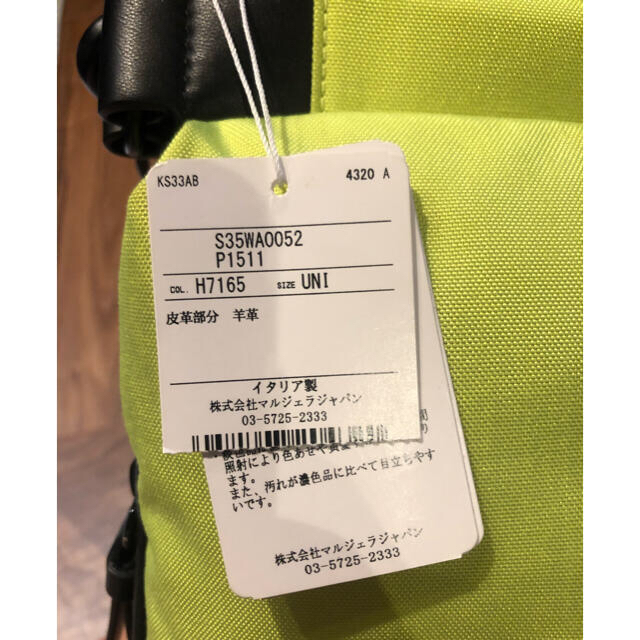 KS33AB 4320 A
S35WA0052
P1511
COL. H7165 SIZE UNI
皮革部分 羊革
イタリア製
株式会社マルジェラジャパン
03-5725-2333
照射により色あせや
ます。
また、汚れが濃色品に比べて目立ちやす
いです。
株式会社マルジェラジャパン
03-5725-2333